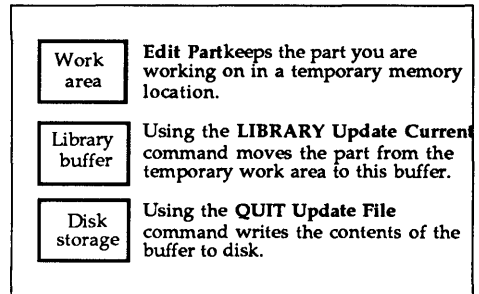 Work
area
Edit Partkeeps the part you are
working on in a temporary memory
location.
Library
buffer
Using the LIBRARY Update Current
command moves the part from the
temporary work area to this buffer.
Disk
storage
Using the QUIT Update File
command writes the contents of the
buffer to disk.